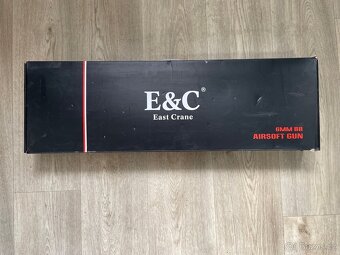 E&C®
East Crane
6MM BB
AIRSOFT GUN